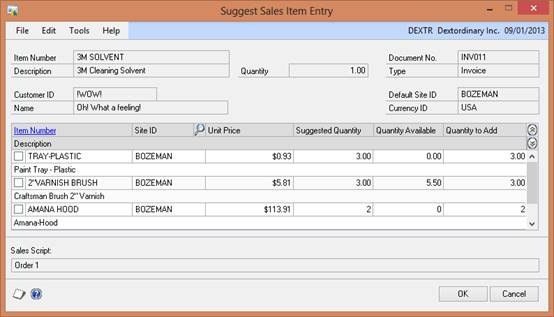 Suggest Sales Item Entry
File Edit Tools Help DEXTR Dextordinary Inc. 09/01/2013
Item Number 3M SOLVENT Document No. INV011
Description 3M Cleaning Solvent Quantity 1.00 Type Invoice
Customer ID !WOW! Default Site ID BOZEMAN
Name Oh! What a feeling! Currency ID USA
Item Number Site ID Unit Price Suggested Quantity Quantity Available Quantity to Add
Description
TRAY-PLASTIC BOZEMAN $0.93 3.00 0.00 3.00
Paint Tray - Plastic
2"VARNISH BRUSH BOZEMAN $5.81 3.00 5.50 3.00
Craftsman Brush 2" Varnish
AMANA HOOD BOZEMAN $113.91 2 0 2
Amana-Hood
Sales Script:
Order 1
OK Cancel